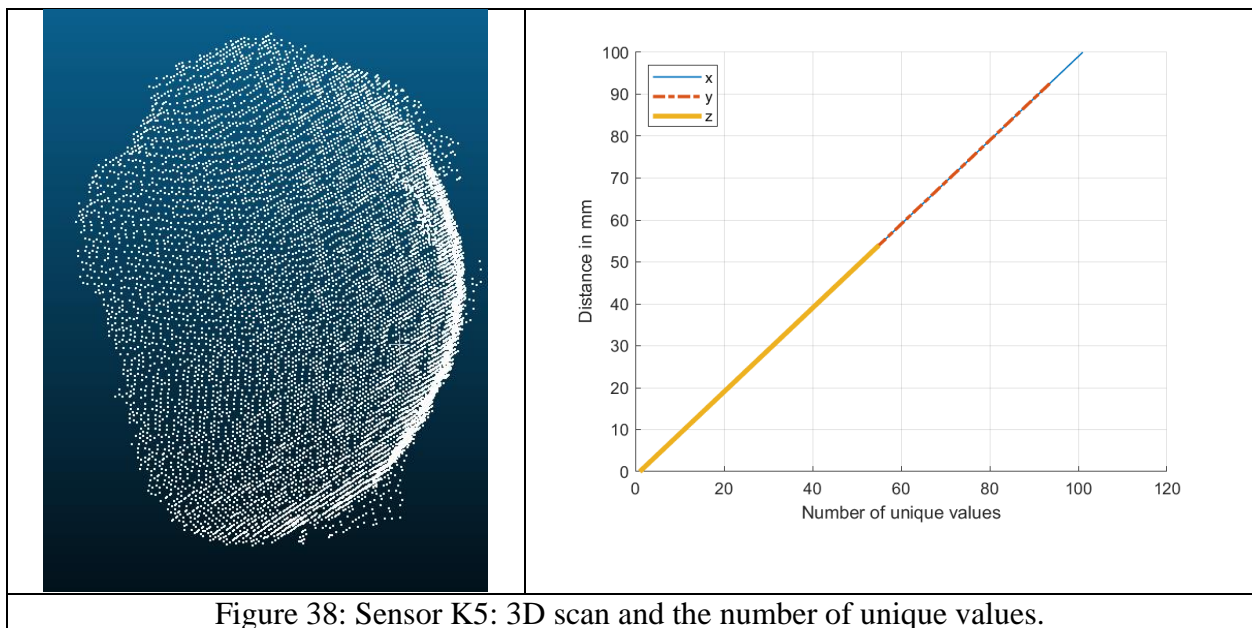 100
90
80
70
60
50
40
30
20
10
0
x
y
z
Distance in mm
0 20 40 60 80 100 120
Number of unique values
Figure 38: Sensor K5: 3D scan and the number of unique values.